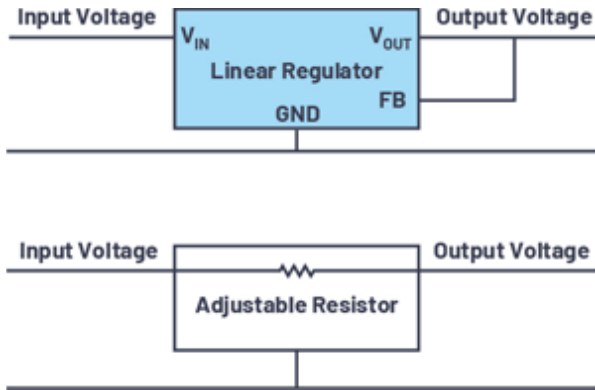 Input Voltage
Output Voltage
VIN
VOUT
Linear Regulator
FB
GND
Input Voltage
Output Voltage
Adjustable Resistor